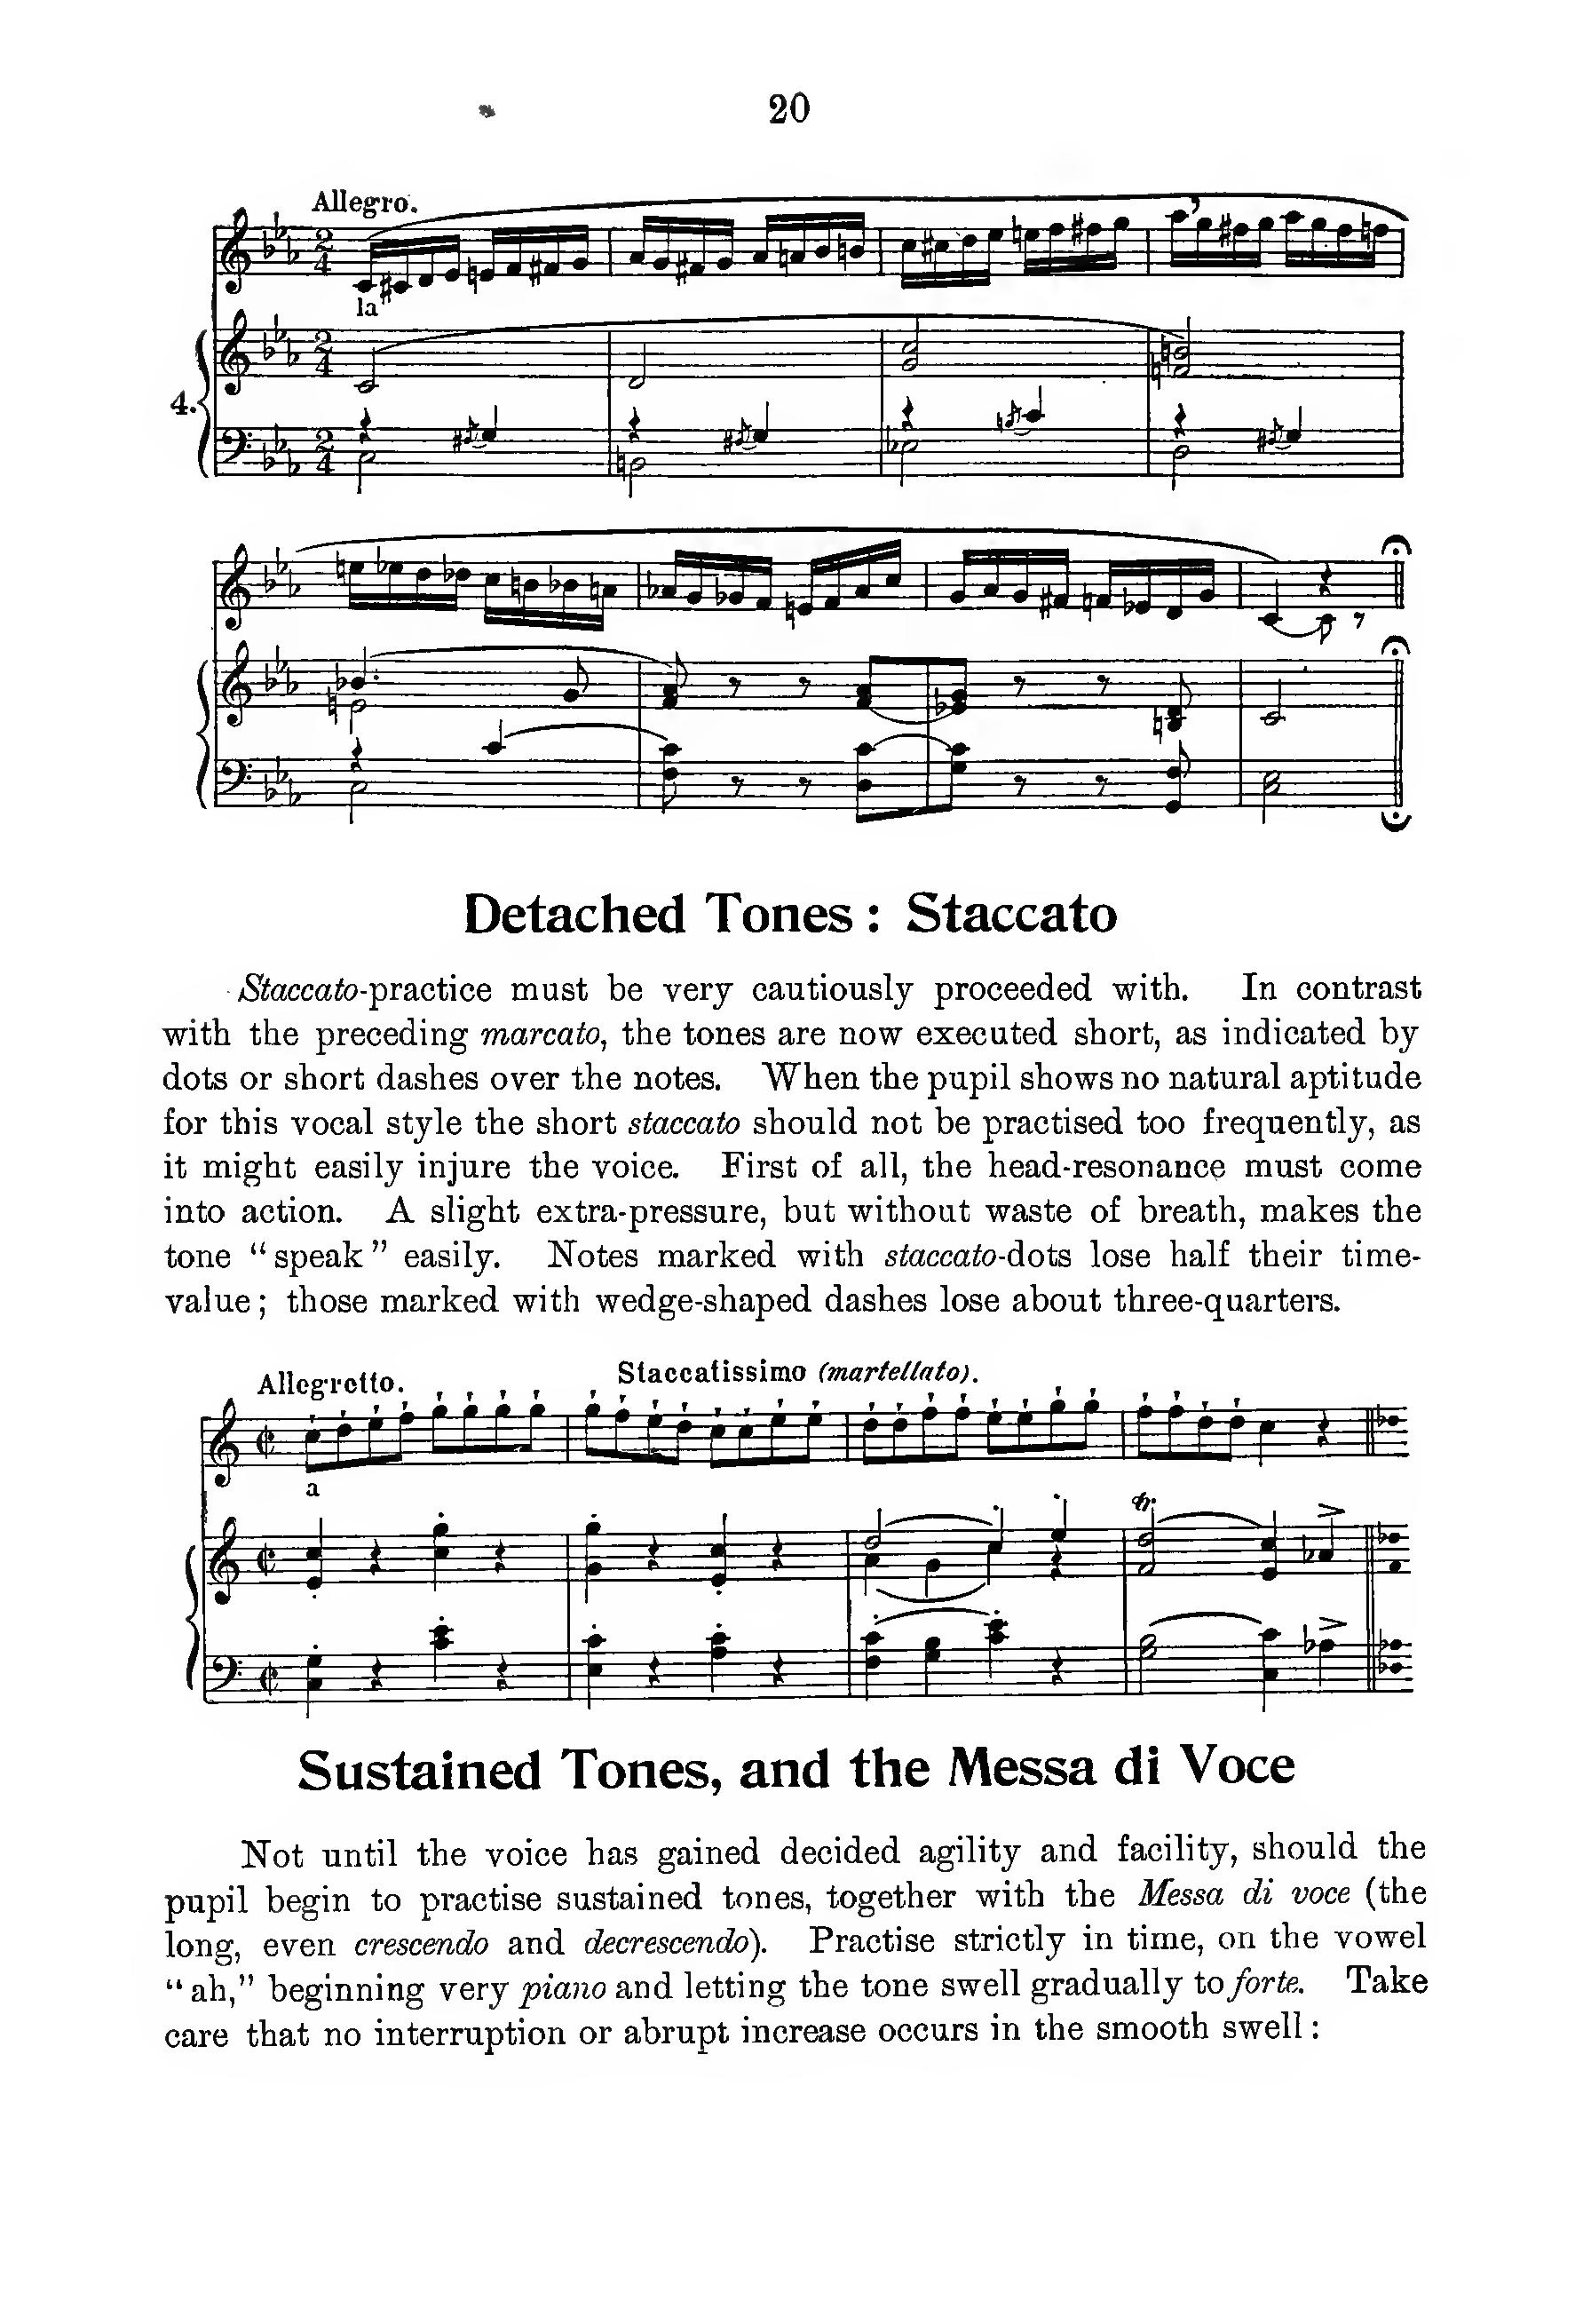 20
Allegro.
la
4.
Detached Tones : Staccato
Staccato-practice must be very cautiously proceeded with. In contrast
with the preceding marcato, the tones are now executed short, as indicated by
dots or short dashes over the notes. When the pupil shows no natural aptitude
for this vocal style the short staccato should not be practised too frequently, as
it might easily injure the voice. First of all, the head-resonance must come
into action. A slight extra-pressure, but without waste of breath, makes the
tone “speak” easily. Notes marked with staccato-dots lose half their time-
value; those marked with wedge-shaped dashes lose about three-quarters.
Allegretto. Staccatissimo (martellato).
a
tr.
Sustained Tones, and the Messa di Voce
Not until the voice has gained decided agility and facility, should the
pupil begin to practise sustained tones, together with the Messa di voce (the
long, even crescendo and decrescendo). Practise strictly in time, on the vowel
“ah,” beginning very piano and letting the tone swell gradually to forte. Take
care that no interruption or abrupt increase occurs in the smooth swell :